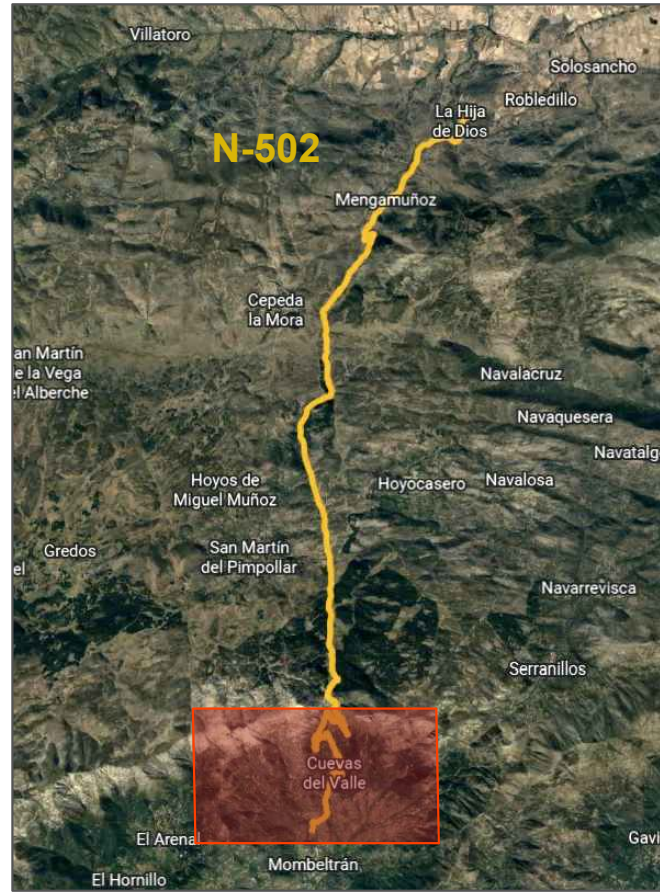 Villatoro
Solosancho
Robledillo
La Hija
de Dios
N-502
Mengamuñoz
Cepeda
la Mora
an Martín
e la Vega
el Alberche
Navalacruz
Navaquesera
Navatalg
Hoyos de
Miguel Muñoz
Hoyocasero
Navalosa
Gredos
el
San Martín
del Pimpollar
Navarrevisca
Serranillos
Cuevas
del Valle
El Arenal
Gavi
Mombeltrán
El Hornillo